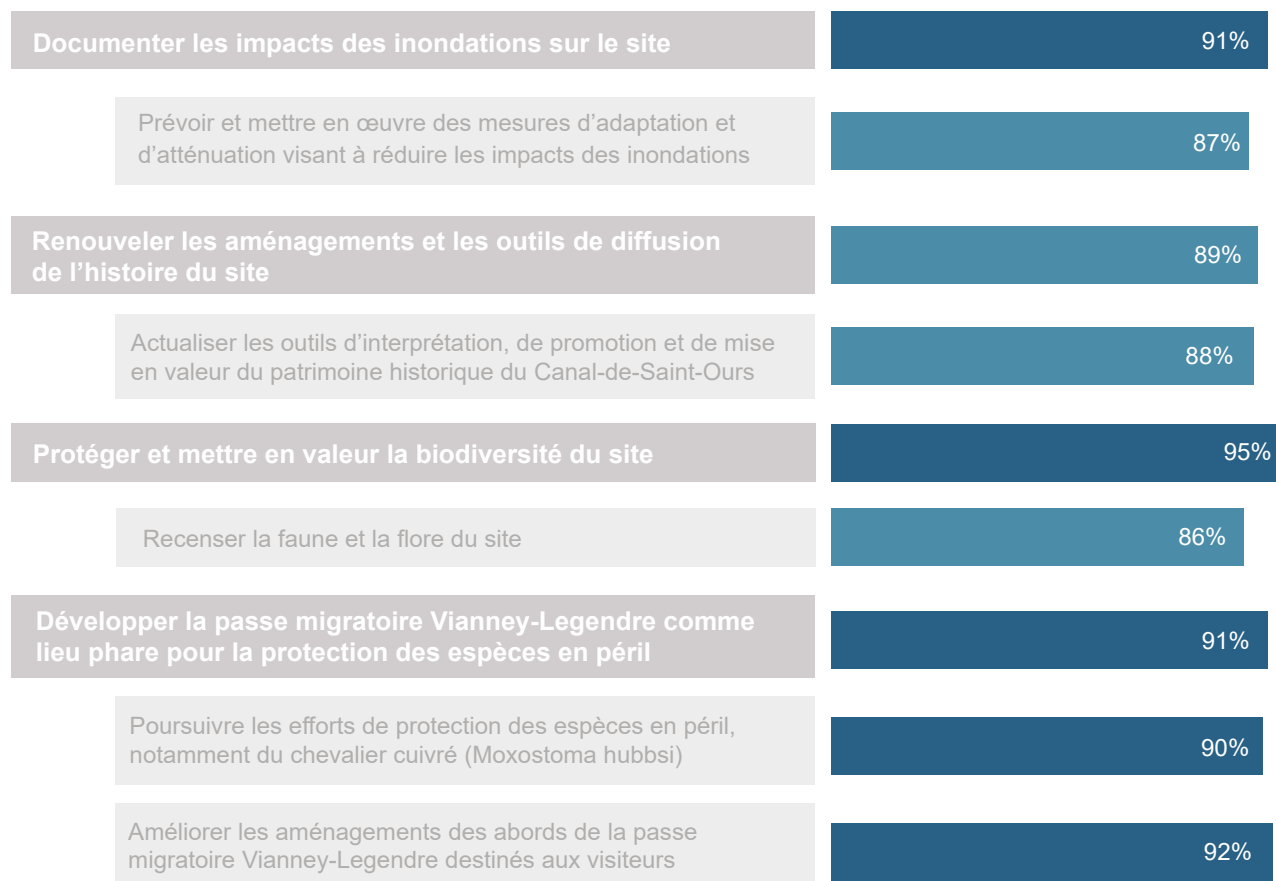 Documenter les impacts des inondations sur le site
91%
Prévoir et mettre en œuvre des mesures d’adaptation et
d’atténuation visant à réduire les impacts des inondations
87%
Renouveler les aménagements et les outils de diffusion
de l’histoire du site
89%
Actualiser les outils d’interprétation, de promotion et de mise
en valeur du patrimoine historique du Canal-de-Saint-Ours
88%
Protéger et mettre en valeur la biodiversité du site
95%
Recenser la faune et la flore du site
86%
Développer la passe migratoire Vianney-Legendre comme
lieu phare pour la protection des espèces en péril
91%
Poursuivre les efforts de protection des espèces en péril,
notamment du chevalier cuivré (Moxostoma hubbsi)
90%
Améliorer les aménagements des abords de la passe
migratoire Vianney-Legendre destinés aux visiteurs
92%